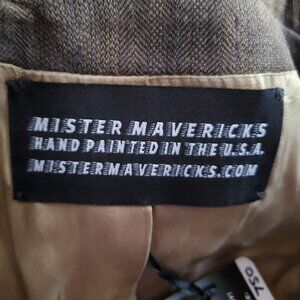 MISTER MAVERICKS
HAND PAINTED IN THE U.S.A.
MISTERMAVERICKS.COM